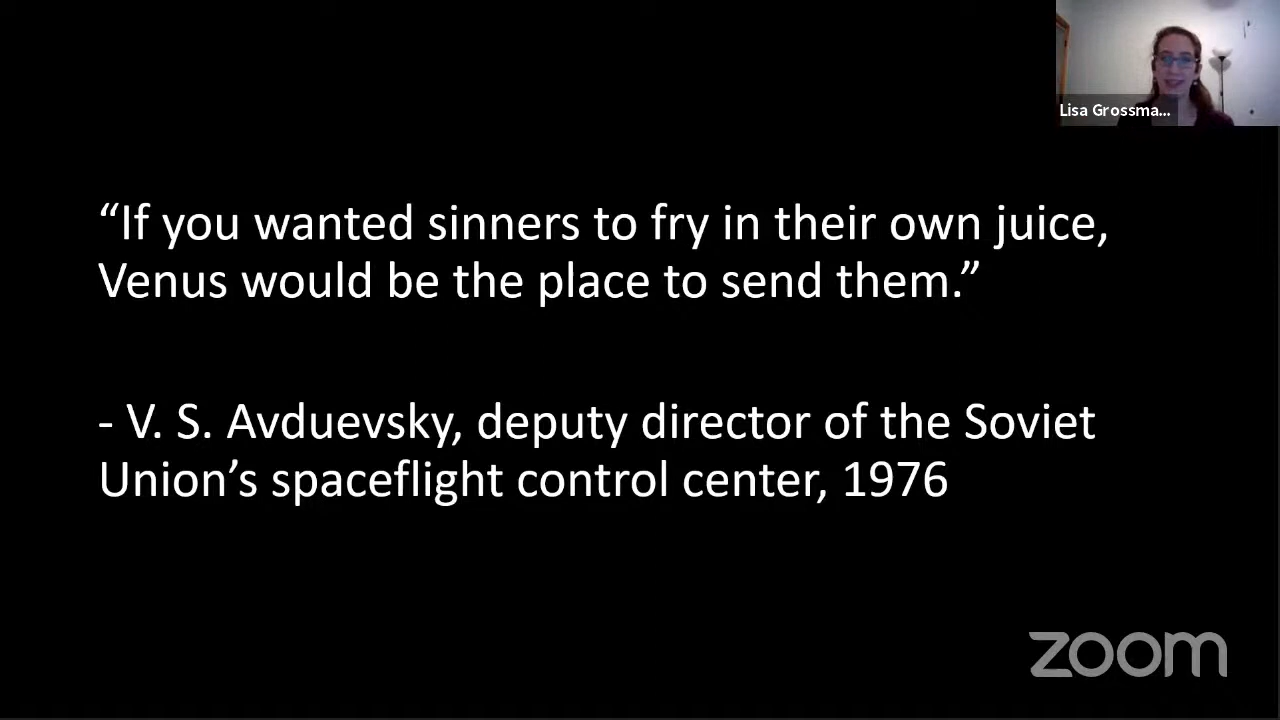 Lisa Grossma...
“If you wanted sinners to fry in their own juice,
Venus would be the place to send them.”
- V. S. Avduevsky, deputy director of the Soviet
Union’s spaceflight control center, 1976
zoom